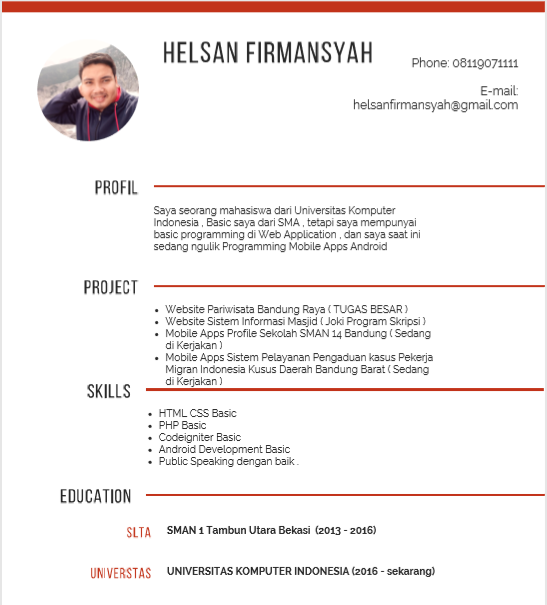 HELSAN FIRMANSYAH
Phone: 08119071111
E-mail:
helsanfirmansyah@gmail.com
PROFIL
Saya seorang mahasiswa dari Universitas Komputer
Indonesia , Basic saya dari SMA , tetapi saya mempunyai
basic programming di Web Application , dan saya saat ini
sedang ngulik Programming Mobile Apps Android
PROJECT
• Website Pariwisata Bandung Raya ( TUGAS BESAR )
• Website Sistem Informasi Masjid ( Joki Program Skripsi )
• Mobile Apps Profile Sekolah SMAN 14 Bandung ( Sedang
di Kerjakan )
• Mobile Apps Sistem Pelayanan Pengaduan kasus Pekerja
Migran Indonesia Kusus Daerah Bandung Barat ( Sedang
di Kerjakan )
SKILLS
• HTML CSS Basic
• PHP Basic
• Codeigniter Basic
• Android Development Basic
• Public Speaking dengan baik .
EDUCATION
SLTA SMAN 1 Tambun Utara Bekasi (2013 - 2016)
UNIVERSTAS UNIVERSITAS KOMPUTER INDONESIA (2016 - sekarang)